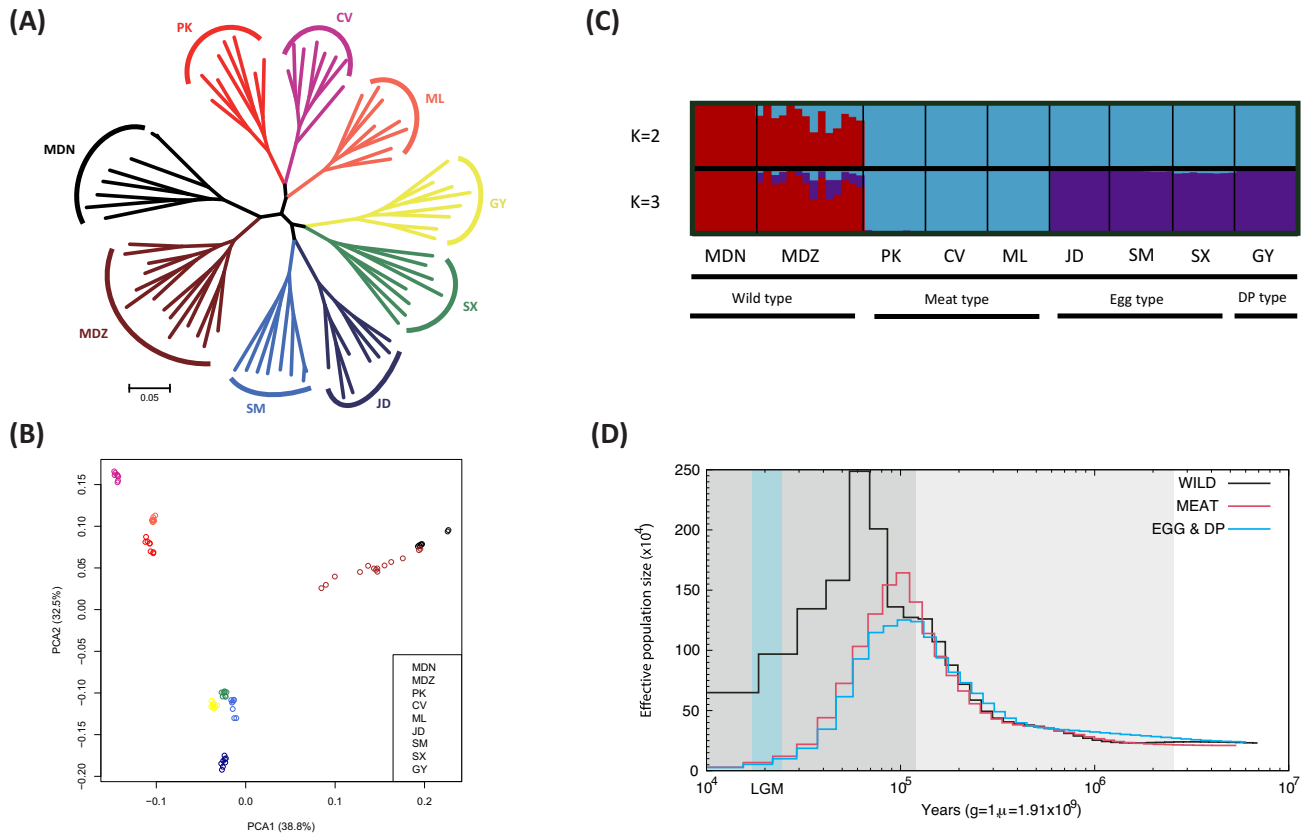 (A)
PK
CV
ML
MDN
GY
SX
MDZ
SM
JD
0.05
(B)
0.15
0.10
0.05
0.00
−0.05
−0.10
−0.15
−0.20
PCA2 (32.5%)
−0.1
0.0
0.1
0.2
PCA1 (38.8%)
MDN
MDZ
PK
CV
ML
JD
SM
SX
GY
(C)
K=2
K=3
MDN MDZ PK CV ML JD SM SX GY
Wild type Meat type Egg type DP type
(D)
250
200
150
100
50
0
Effective population size (x10⁴)
WILD
MEAT
EGG & DP
10⁴ 10⁵ 10⁶ 10⁷
LGM
Years (g=1,μ=1.91x10⁹)